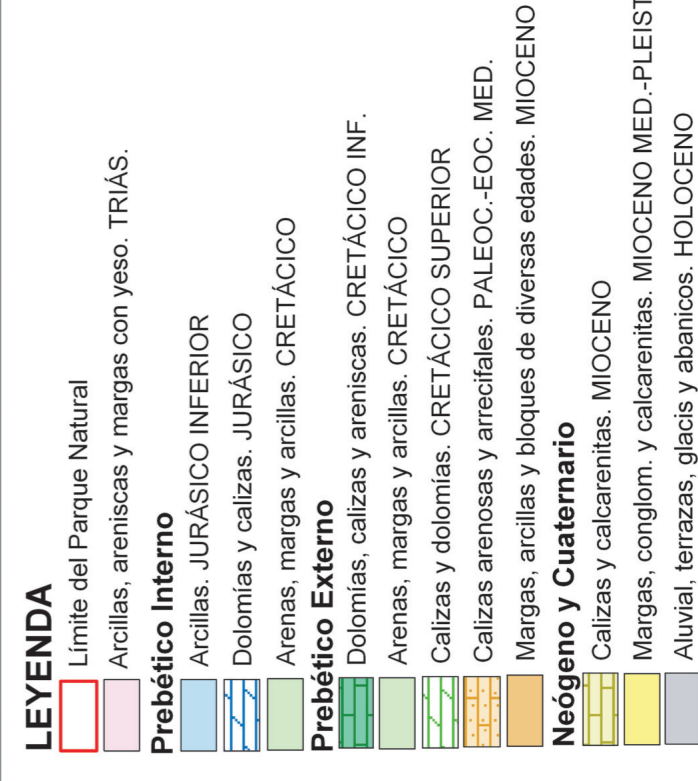 LEYENDA
Límite del Parque Natural
Arcillas, areniscas y margas con yeso. TRIÁS.
Prebético Interno
Arcillas. JURÁSICO INFERIOR
Dolomías y calizas. JURÁSICO
Arenas, margas y arcillas. CRETÁCICO
Prebético Externo
Dolomías, calizas y areniscas. CRETÁCICO INF.
Arenas, margas y arcillas. CRETÁCICO
Calizas y dolomías. CRETÁCICO SUPERIOR
Calizas arenosas y arrecifales. PALEOC.-EOC. MED.
Margas, arcillas y bloques de diversas edades. MIOCENO
Neógeno y Cuaternario
Calizas y calcarenitas. MIOCENO
Margas, conglom. y calcarenitas. MIOCENO MED.-PLEIST
Aluvial, terrazas, glacis y abanicos. HOLOCENO